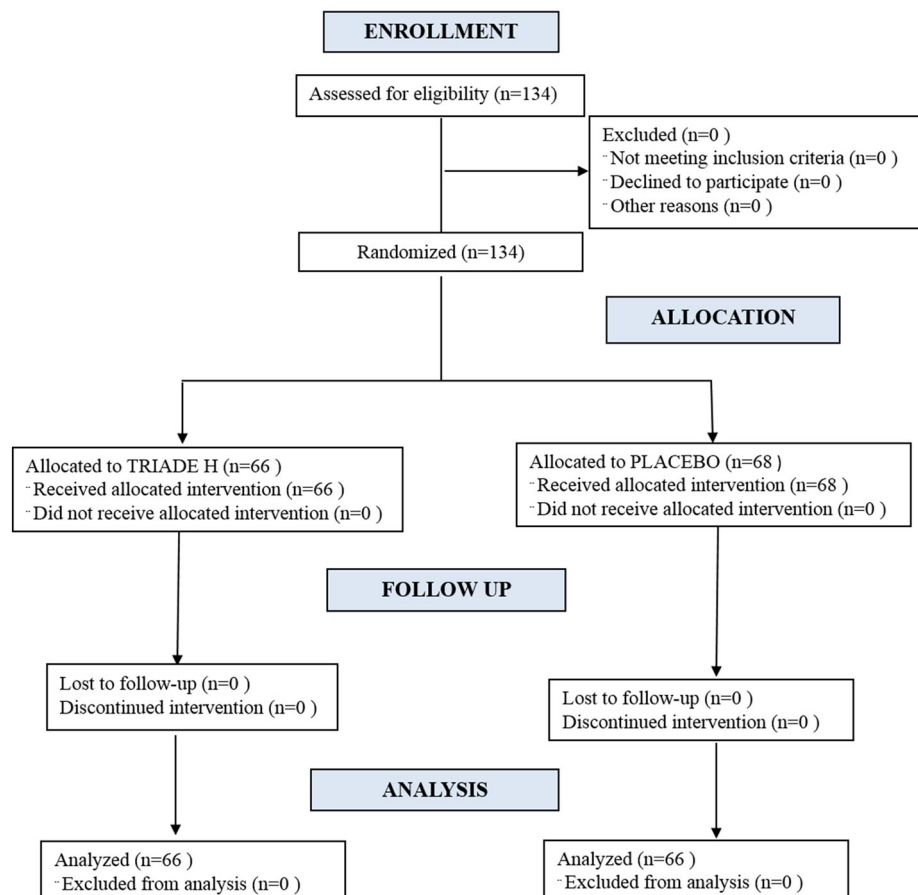 ENROLLMENT
Assessed for eligibility (n=134)
Excluded (n=0 )
¨Not meeting inclusion criteria (n=0 )
¨Declined to participate (n=0 )
¨Other reasons (n=0 )
Randomized (n=134)
ALLOCATION
Allocated to TRIADE H (n=66 )
¨Received allocated intervention (n=66 )
¨Did not receive allocated intervention (n=0 )
Allocated to PLACEBO (n=68 )
¨Received allocated intervention (n=68 )
¨Did not receive allocated intervention (n=0 )
FOLLOW UP
Lost to follow-up (n=0 )
Discontinued intervention (n=0 )
Lost to follow-up (n=0 )
Discontinued intervention (n=0 )
ANALYSIS
Analyzed (n=66 )
¨Excluded from analysis (n=0 )
Analyzed (n=66 )
¨Excluded from analysis (n=0 )